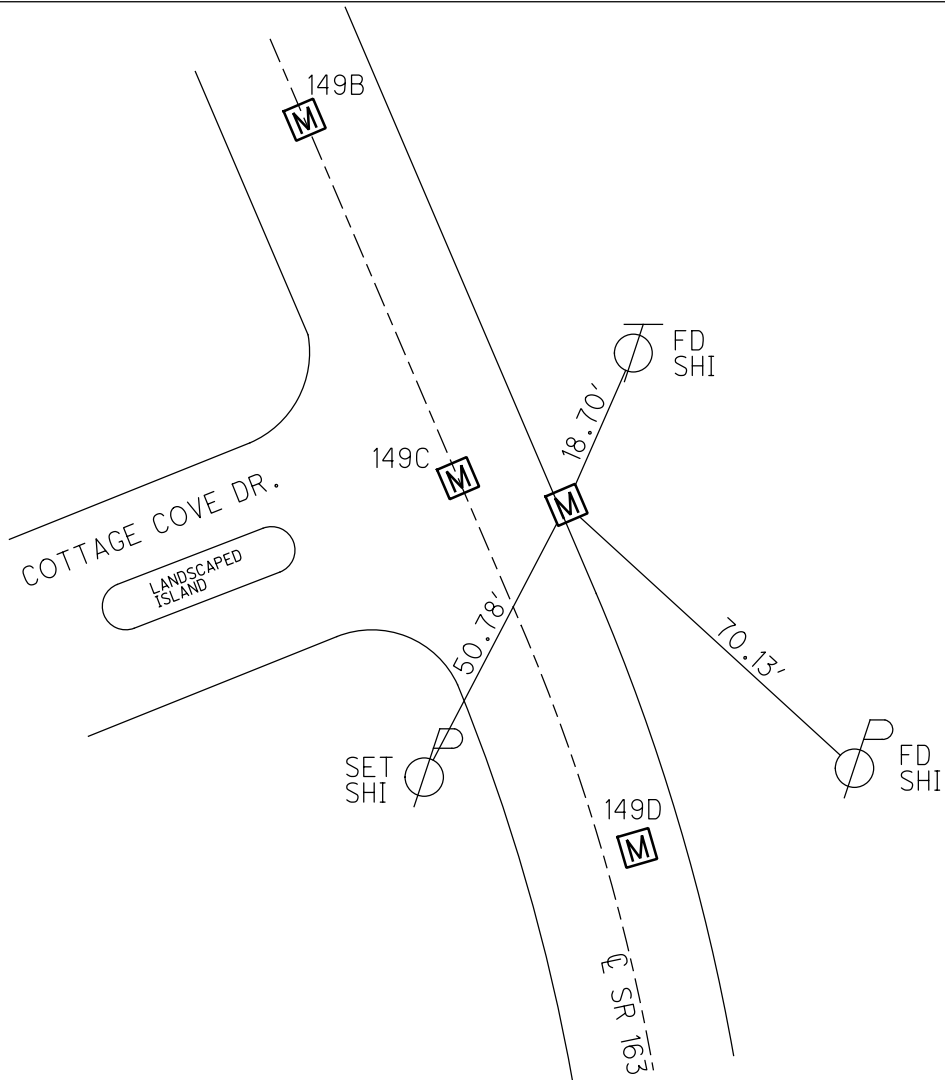 149B
M
FD
SHI
18.70'
149C
M
M
COTTAGE COVE DR.
LANDSCAPED
ISLAND
50.78'
70.13'
SET
SHI
FD
SHI
149D
M
℄ SR 163